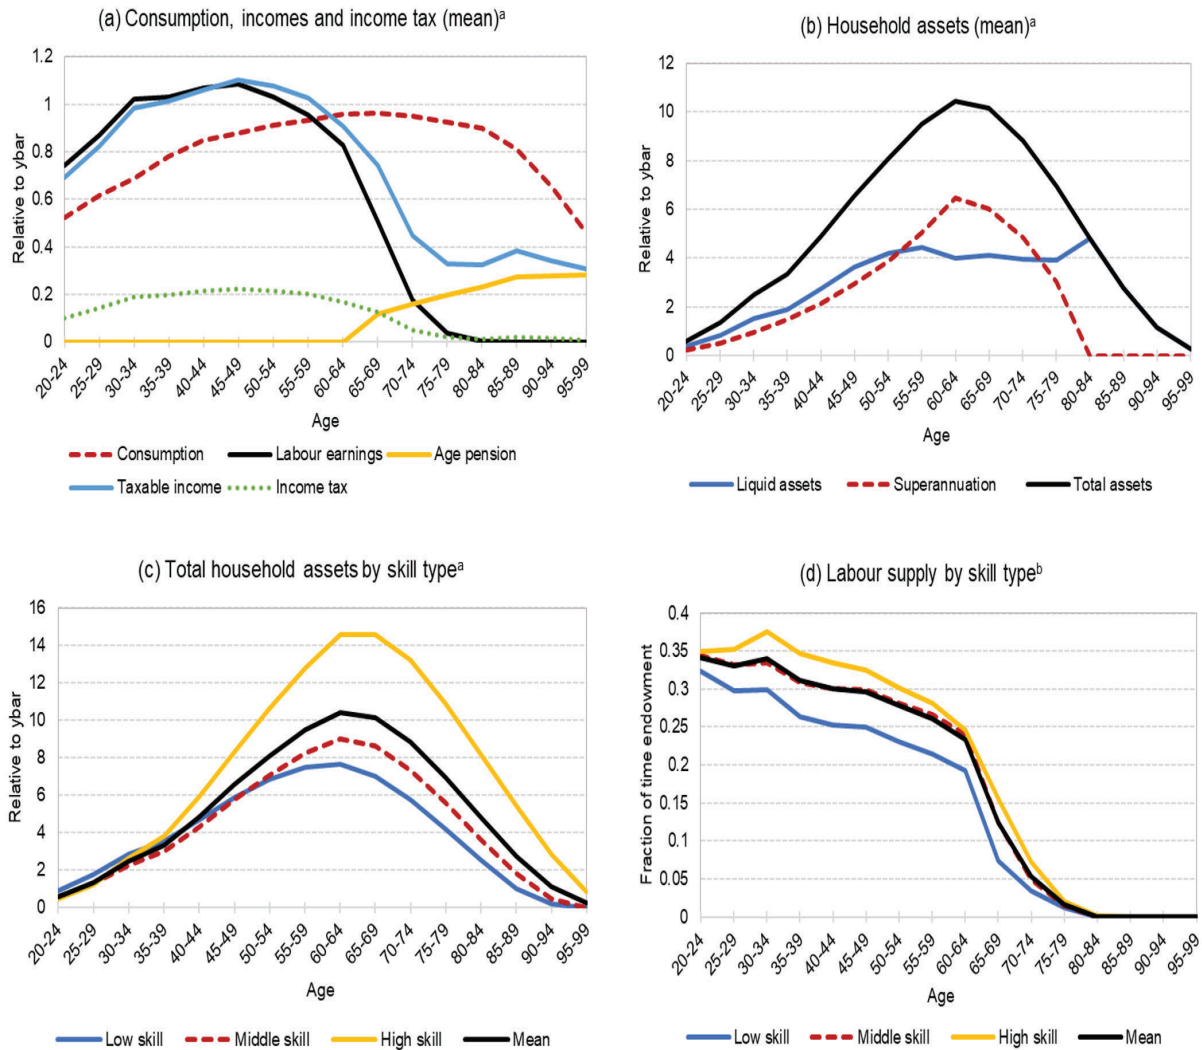 (a) Consumption, incomes and income tax (mean)ª
1.2
1
0.8
0.6
0.4
0.2
0
Relative to ybar
20-24 25-29 30-34 35-39 40-44 45-49 50-54 55-59 60-64 65-69 70-74 75-79 80-84 85-89 90-94 95-99
Age
Consumption Labour earnings Age pension
Taxable income Income tax
(b) Household assets (mean)ª
12
10
8
6
4
2
0
Relative to ybar
20-24 25-29 30-34 35-39 40-44 45-49 50-54 55-59 60-64 65-69 70-74 75-79 80-84 85-89 90-94 95-99
Age
Liquid assets Superannuation Total assets
(c) Total household assets by skill typeª
16
14
12
10
8
6
4
2
0
Relative to ybar
20-24 25-29 30-34 35-39 40-44 45-49 50-54 55-59 60-64 65-69 70-74 75-79 80-84 85-89 90-94 95-99
Age
Low skill Middle skill High skill Mean
(d) Labour supply by skill typeᵇ
0.4
0.35
0.3
0.25
0.2
0.15
0.1
0.05
0
Fraction of time endowment
20-24 25-29 30-34 35-39 40-44 45-49 50-54 55-59 60-64 65-69 70-74 75-79 80-84 85-89 90-94 95-99
Age
Low skill Middle skill High skill Mean